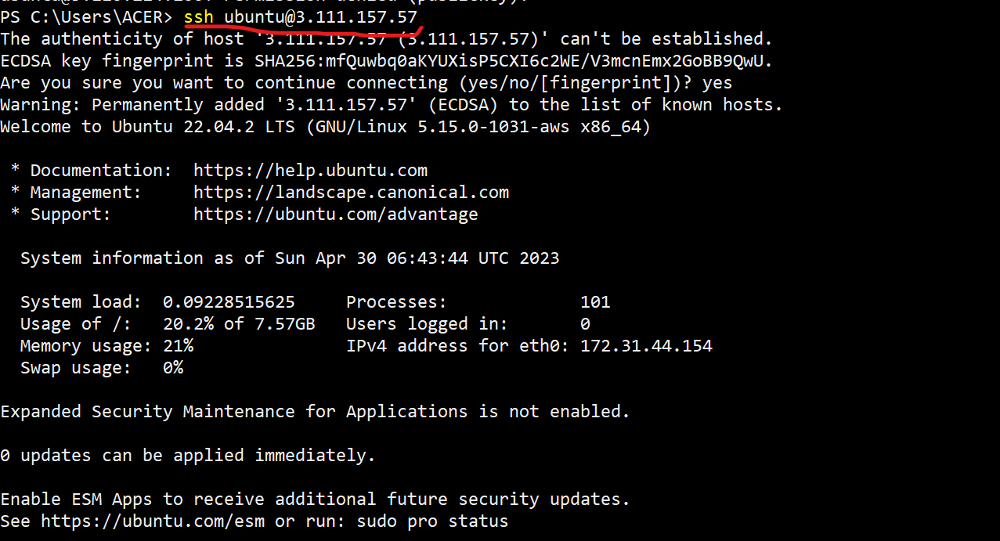 PS C:\Users\ACER> ssh ubuntu@3.111.157.57
The authenticity of host '3.111.157.57 (3.111.157.57)' can't be established.
ECDSA key fingerprint is SHA256:mfQuwbq0aKYUXisP5CXI6c2WE/V3mcnEmx2GoBB9QwU.
Are you sure you want to continue connecting (yes/no/[fingerprint])? yes
Warning: Permanently added '3.111.157.57' (ECDSA) to the list of known hosts.
Welcome to Ubuntu 22.04.2 LTS (GNU/Linux 5.15.0-1031-aws x86_64)
* Documentation: https://help.ubuntu.com
* Management: https://landscape.canonical.com
* Support: https://ubuntu.com/advantage
System information as of Sun Apr 30 06:43:44 UTC 2023
System load: 0.09228515625 Processes: 101
Usage of /: 20.2% of 7.57GB Users logged in: 0
Memory usage: 21% IPv4 address for eth0: 172.31.44.154
Swap usage: 0%
Expanded Security Maintenance for Applications is not enabled.
0 updates can be applied immediately.
Enable ESM Apps to receive additional future security updates.
See https://ubuntu.com/esm or run: sudo pro status